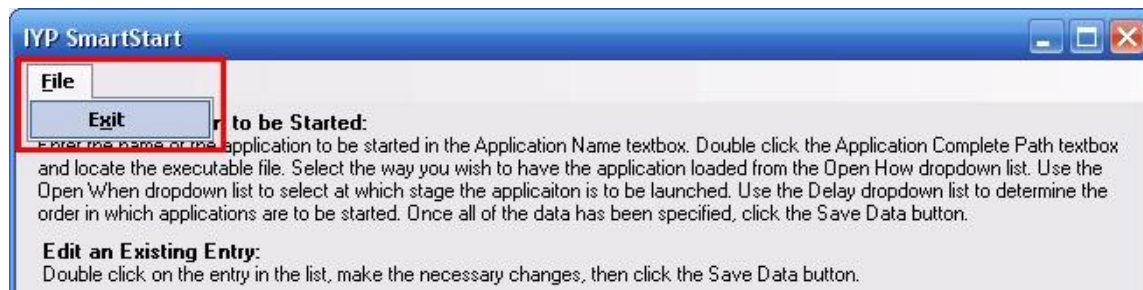 IYP SmartStart
File
Exit
to be Started:
Enter the name of the application to be started in the Application Name textbox. Double click the Application Complete Path textbox
and locate the executable file. Select the way you wish to have the application loaded from the Open How dropdown list. Use the
Open When dropdown list to select at which stage the applicaiton is to be launched. Use the Delay dropdown list to determine the
order in which applications are to be started. Once all of the data has been specified, click the Save Data button.
Edit an Existing Entry:
Double click on the entry in the list, make the necessary changes, then click the Save Data button.